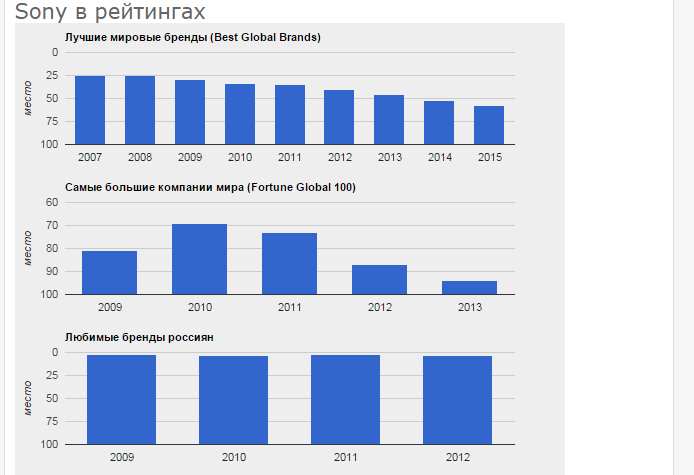 Sony в рейтингах
Лучшие мировые бренды (Best Global Brands)
0
25
50
75
100
место
2007 2008 2009 2010 2011 2012 2013 2014 2015
Самые большие компании мира (Fortune Global 100)
60
70
80
90
100
место
2009 2010 2011 2012 2013
Любимые бренды россиян
0
25
50
75
100
место
2009 2010 2011 2012